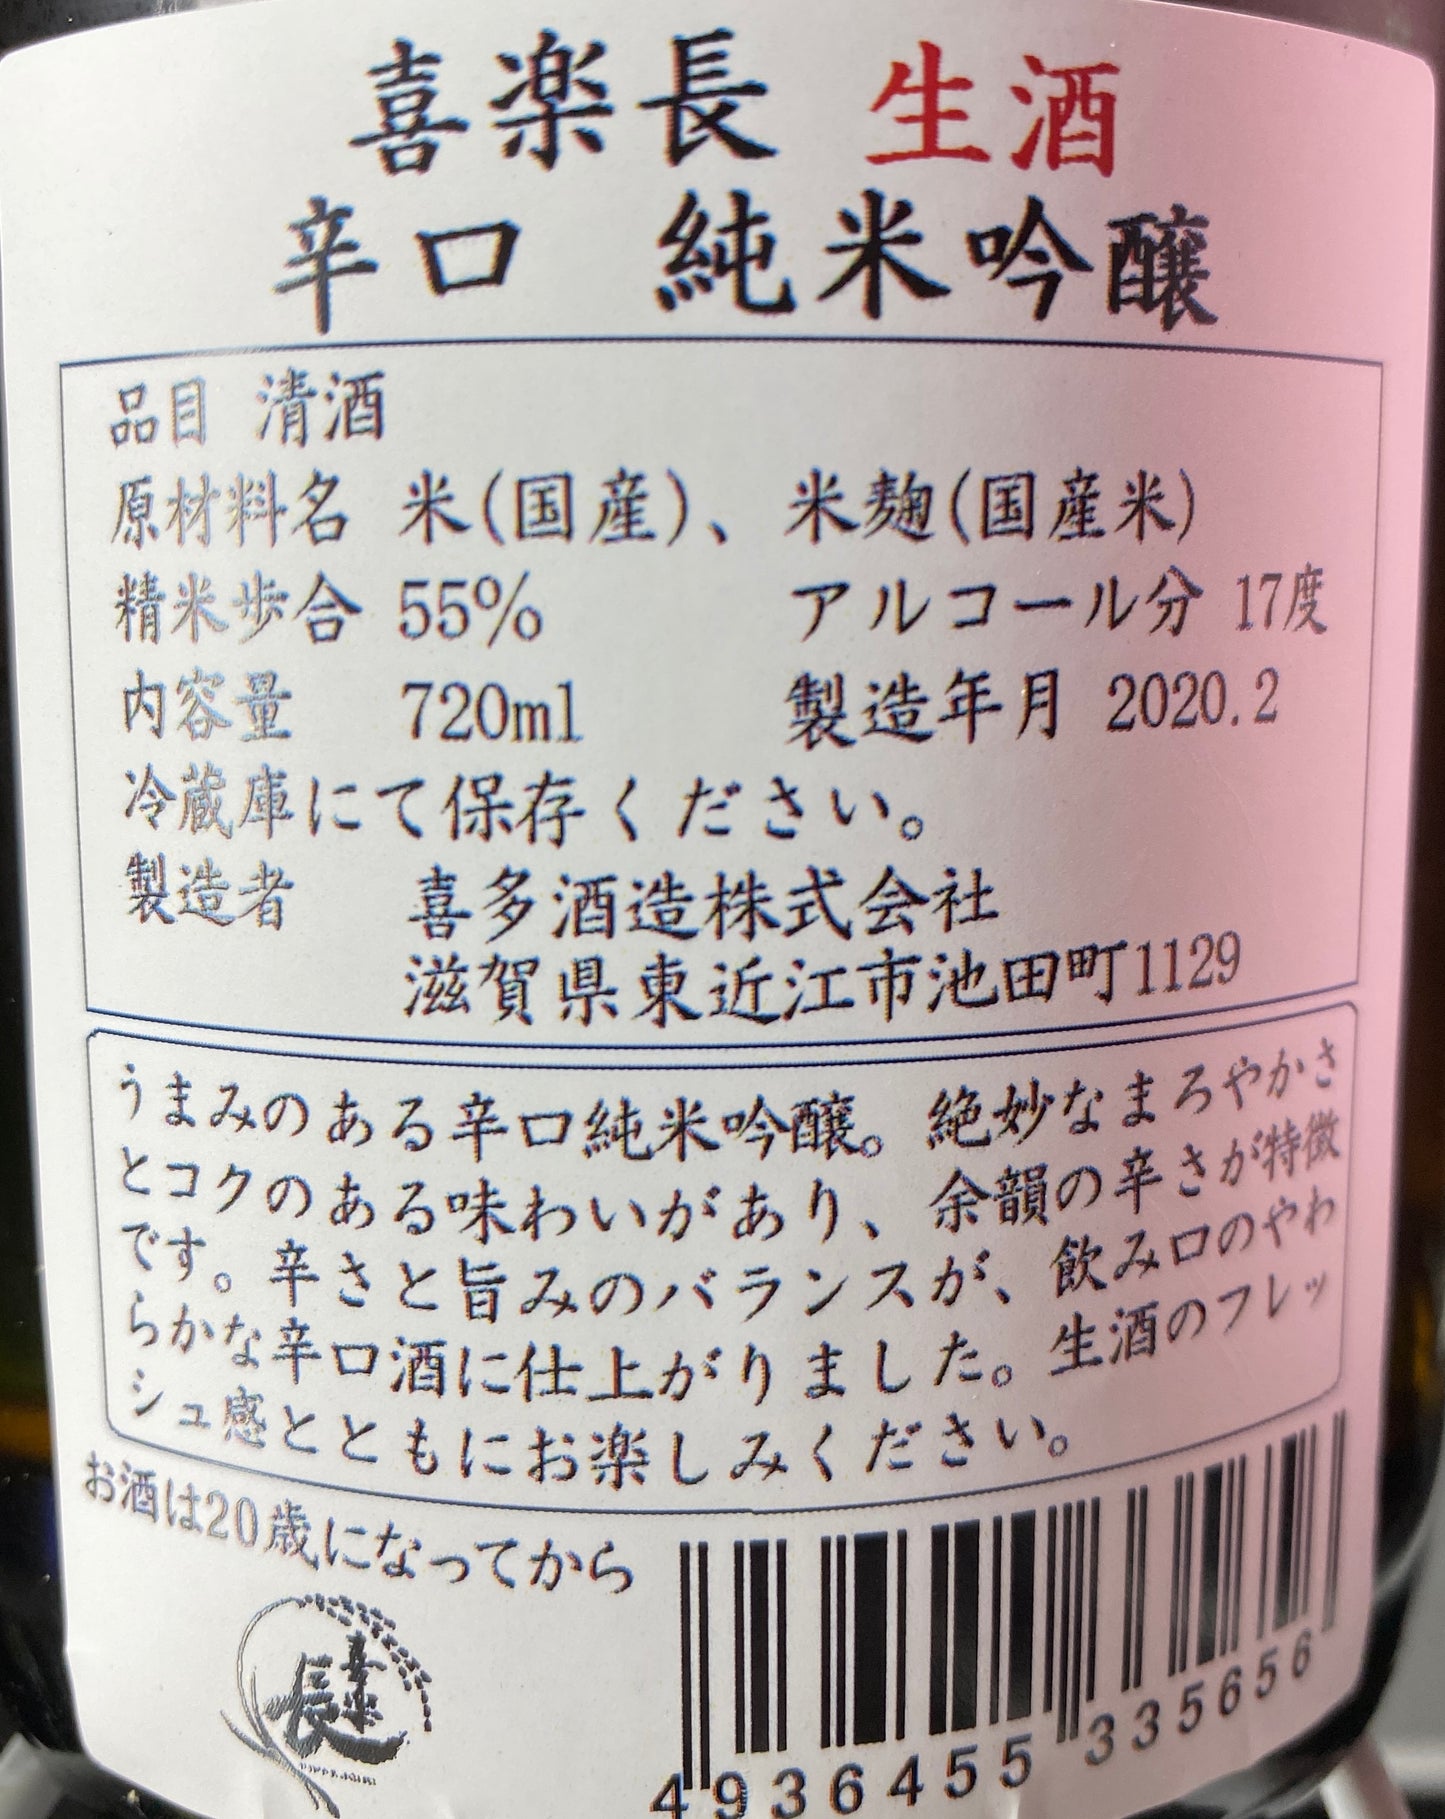 喜楽長 生酒
辛口 純米吟醸
品目 清酒
原材料名 米(国産)、米麹(国産米)
精米歩合 55% アルコール分 17度
内容量 720ml 製造年月 2020.2
冷蔵庫にて保存ください。
製造者 喜多酒造株式会社
滋賀県東近江市池田町1129
うまみのある辛口純米吟醸。絶妙なまろやかさ
とコクのある味わいがあり、余韻の辛さが特徴
です。辛さと旨みのバランスが、飲み口のやわ
らかな辛口酒に仕上がりました。生酒のフレッ
シュ感とともにお楽しみください。
お酒は20歳になってから
喜楽長
4936455335656